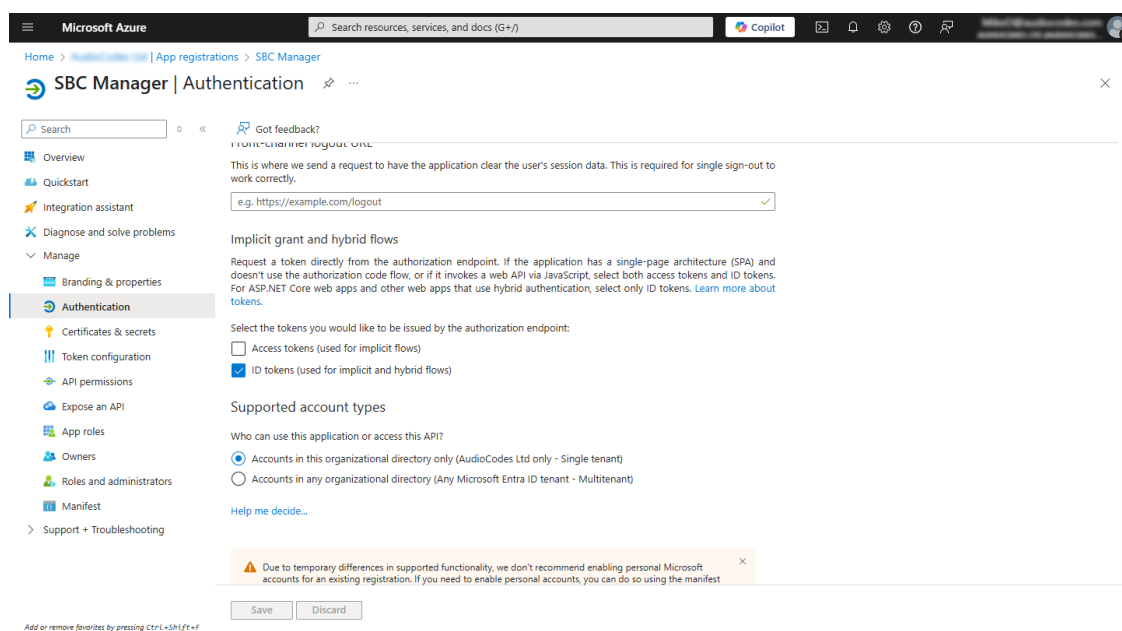 Microsoft Azure
Search resources, services, and docs (G+/)
Copilot
Home > | App registrations > SBC Manager
SBC Manager | Authentication
Search
Got feedback?
Front-channel logout URL
Overview
This is where we send a request to have the application clear the user's session data. This is required for single sign-out to
work correctly.
Quickstart
e.g. https://example.com/logout
Integration assistant
Diagnose and solve problems
Implicit grant and hybrid flows
Manage
Request a token directly from the authorization endpoint. If the application has a single-page architecture (SPA) and
doesn't use the authorization code flow, or if it invokes a web API via JavaScript, select both access tokens and ID tokens.
For ASP.NET Core web apps and other web apps that use hybrid authentication, select only ID tokens. Learn more about
tokens.
Branding & properties
Authentication
Certificates & secrets
Select the tokens you would like to be issued by the authorization endpoint:
Access tokens (used for implicit flows)
Token configuration
ID tokens (used for implicit and hybrid flows)
API permissions
Expose an API
Supported account types
App roles
Who can use this application or access this API?
Owners
Accounts in this organizational directory only (AudioCodes Ltd only - Single tenant)
Roles and administrators
Accounts in any organizational directory (Any Microsoft Entra ID tenant - Multitenant)
Manifest
Help me decide...
Support + Troubleshooting
Due to temporary differences in supported functionality, we don't recommend enabling personal Microsoft
accounts for an existing registration. If you need to enable personal accounts, you can do so using the manifest
Save
Discard
Add or remove favorites by pressing Ctrl+Shift+F